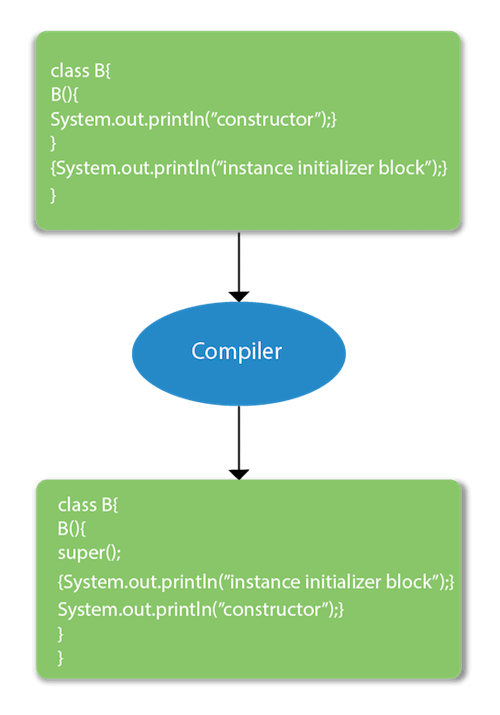 class B{
B(){
System.out.println("constructor");}
}
{System.out.println("instance initializer block");}
}
Compiler
class B{
B(){
super();
{System.out.println("instance initializer block");}
System.out.println("constructor");}
}
}